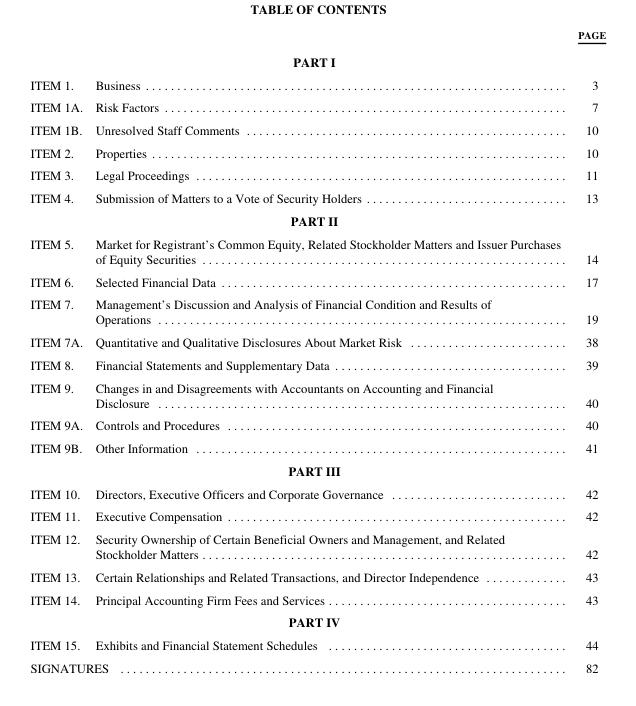 TABLE OF CONTENTS
PAGE
PART I
ITEM 1. Business . . . . . . . . . . . . . . . . . . . . . . . . . . . . . . 3
ITEM 1A. Risk Factors . . . . . . . . . . . . . . . . . . . . . . . . . . . . . . 7
ITEM 1B. Unresolved Staff Comments . . . . . . . . . . . . . . . . . . . . . . . . . . . . . . 10
ITEM 2. Properties . . . . . . . . . . . . . . . . . . . . . . . . . . . . . . 10
ITEM 3. Legal Proceedings . . . . . . . . . . . . . . . . . . . . . . . . . . . . . . 11
ITEM 4. Submission of Matters to a Vote of Security Holders . . . . . . . . . . . . . . . . . . . . 13
PART II
ITEM 5. Market for Registrant's Common Equity, Related Stockholder Matters and Issuer Purchases
of Equity Securities . . . . . . . . . . . . . . . . . . . . . . . . . . . . . . 14
ITEM 6. Selected Financial Data . . . . . . . . . . . . . . . . . . . . . . . . . . . . . . 17
ITEM 7. Management's Discussion and Analysis of Financial Condition and Results of
Operations . . . . . . . . . . . . . . . . . . . . . . . . . . . . . . 19
ITEM 7A. Quantitative and Qualitative Disclosures About Market Risk . . . . . . . . . . . . . . . . . . . . 38
ITEM 8. Financial Statements and Supplementary Data . . . . . . . . . . . . . . . . . . . . 39
ITEM 9. Changes in and Disagreements with Accountants on Accounting and Financial
Disclosure . . . . . . . . . . . . . . . . . . . . . . . . . . . . . . 40
ITEM 9A. Controls and Procedures . . . . . . . . . . . . . . . . . . . . . . . . . . . . . . 40
ITEM 9B. Other Information . . . . . . . . . . . . . . . . . . . . . . . . . . . . . . 41
PART III
ITEM 10. Directors, Executive Officers and Corporate Governance . . . . . . . . . . . . . . . . . . . . 42
ITEM 11. Executive Compensation . . . . . . . . . . . . . . . . . . . . . . . . . . . . . . 42
ITEM 12. Security Ownership of Certain Beneficial Owners and Management, and Related
Stockholder Matters . . . . . . . . . . . . . . . . . . . . . . . . . . . . . . 42
ITEM 13. Certain Relationships and Related Transactions, and Director Independence . . . . . . . . . . . . . 43
ITEM 14. Principal Accounting Firm Fees and Services . . . . . . . . . . . . . . . . . . . . 43
PART IV
ITEM 15. Exhibits and Financial Statement Schedules . . . . . . . . . . . . . . . . . . . . 44
SIGNATURES . . . . . . . . . . . . . . . . . . . . . . . . . . . . . . 82